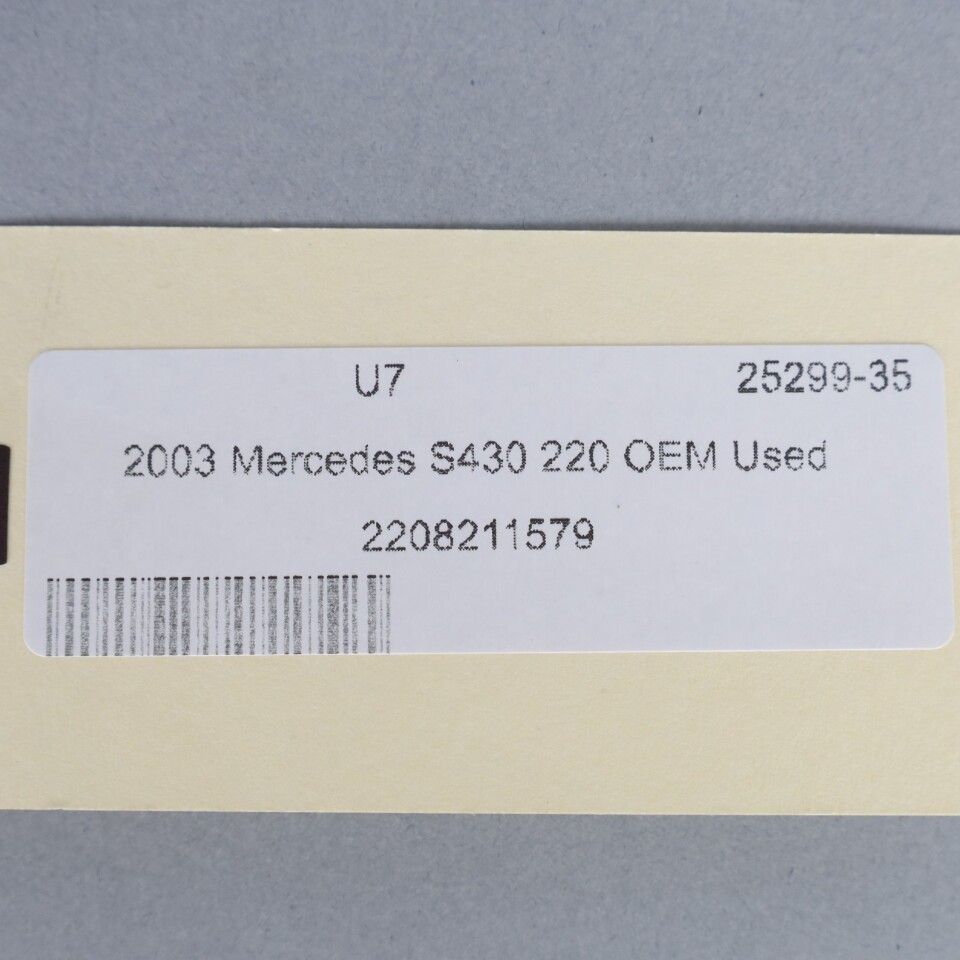 U7 25299-35
2003 Mercedes S430 220 OEM Used
2208211579